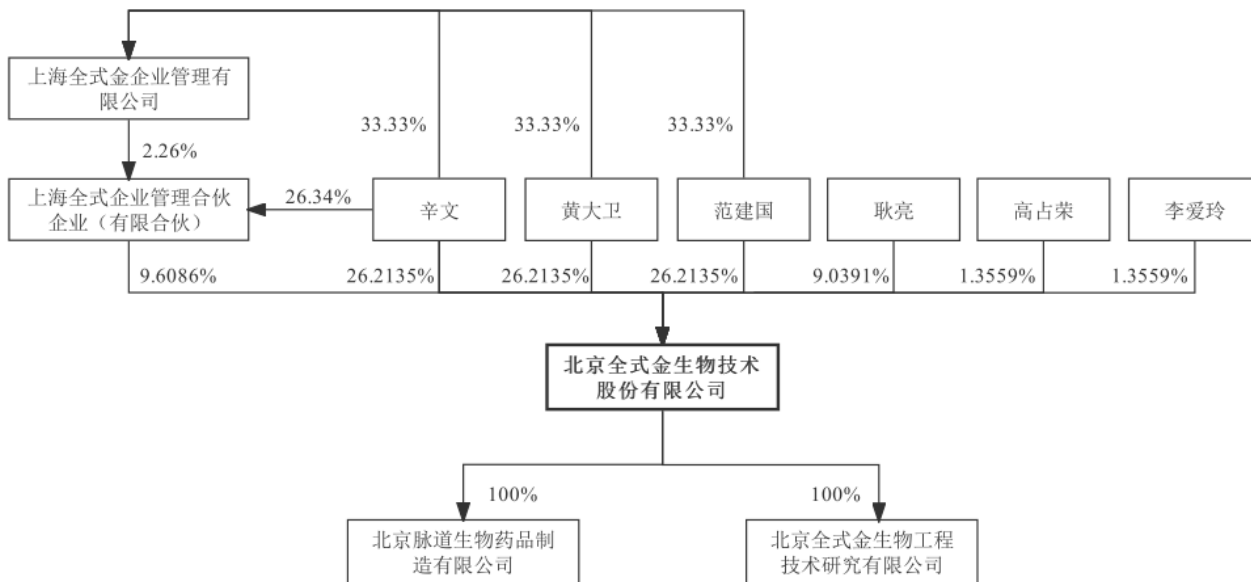 上海全式金企业管理有
限公司
33.33%
33.33%
33.33%
2.26%
上海全式企业管理合伙
企业（有限合伙）
26.34%
辛文
黄大卫
范建国
耿亮
高占荣
李爱玲
9.6086%
26.2135%
26.2135%
26.2135%
9.0391%
1.3559%
1.3559%
北京全式金生物技术
股份有限公司
100%
100%
北京脉道生物药品制
造有限公司
北京全式金生物工程
技术研究有限公司